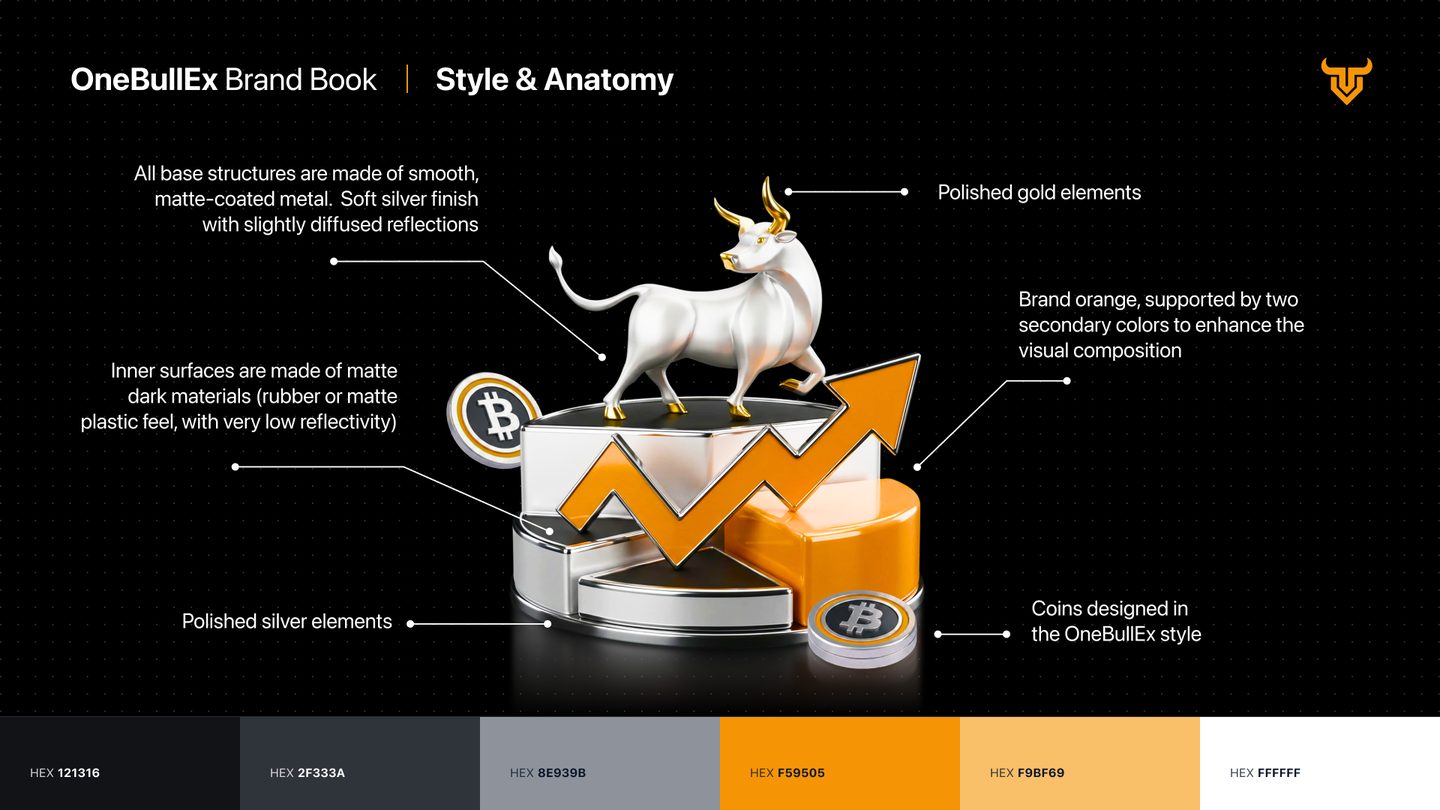 OneBullEx Brand Book | Style & Anatomy
All base structures are made of smooth,
matte-coated metal. Soft silver finish
with slightly diffused reflections
Polished gold elements
Brand orange, supported by two
secondary colors to enhance the
visual composition
Inner surfaces are made of matte
dark materials (rubber or matte
plastic feel, with very low reflectivity)
Polished silver elements
Coins designed in
the OneBullEx style
HEX 121316
HEX 2F333A
HEX 8E939B
HEX F59505
HEX F9BF69
HEX FFFFFF